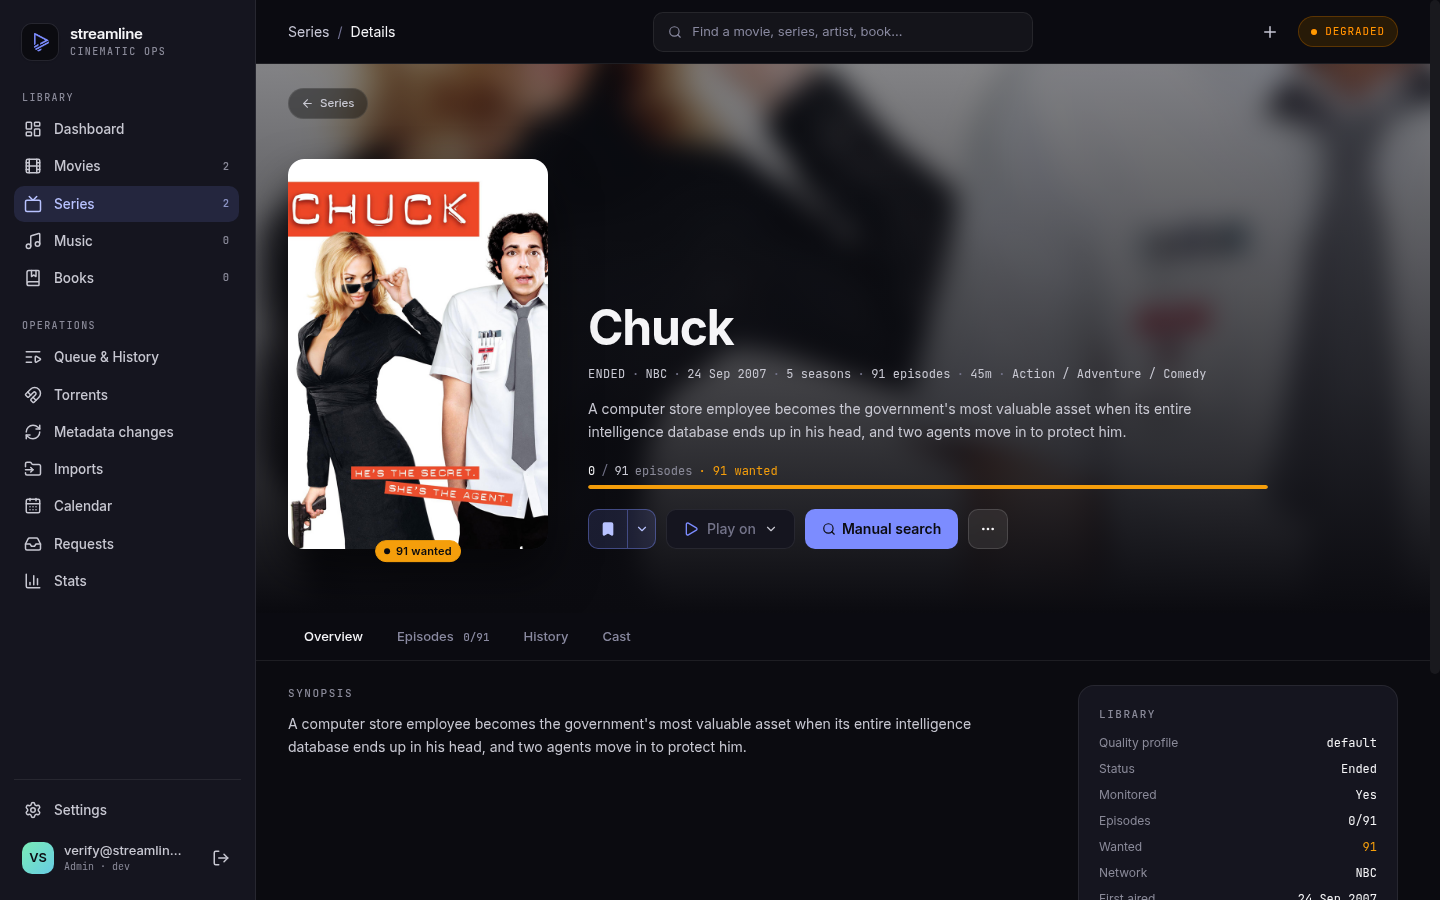 streamline
CINEMATIC OPS
LIBRARY
Dashboard
Movies 2
Series 2
Music 0
Books 0
OPERATIONS
Queue & History
Torrents
Metadata changes
Imports
Calendar
Requests
Stats
Settings
VS
verify@streamlin...
Admin · dev
Series / Details
Find a movie, series, artist, book...
DEGRADED
Series
CHUCK
HE'S THE SECRET.
SHE'S THE AGENT.
91 wanted
Chuck
ENDED · NBC · 24 Sep 2007 · 5 seasons · 91 episodes · 45m · Action / Adventure / Comedy
A computer store employee becomes the government's most valuable asset when its entire
intelligence database ends up in his head, and two agents move in to protect him.
0 / 91 episodes · 91 wanted
Play on
Manual search
Overview
Episodes 0/91
History
Cast
SYNOPSIS
A computer store employee becomes the government's most valuable asset when its entire intelligence
database ends up in his head, and two agents move in to protect him.
LIBRARY
Quality profile default
Status Ended
Monitored Yes
Episodes 0/91
Wanted 91
Network NBC
First aired 24 Sep 2007